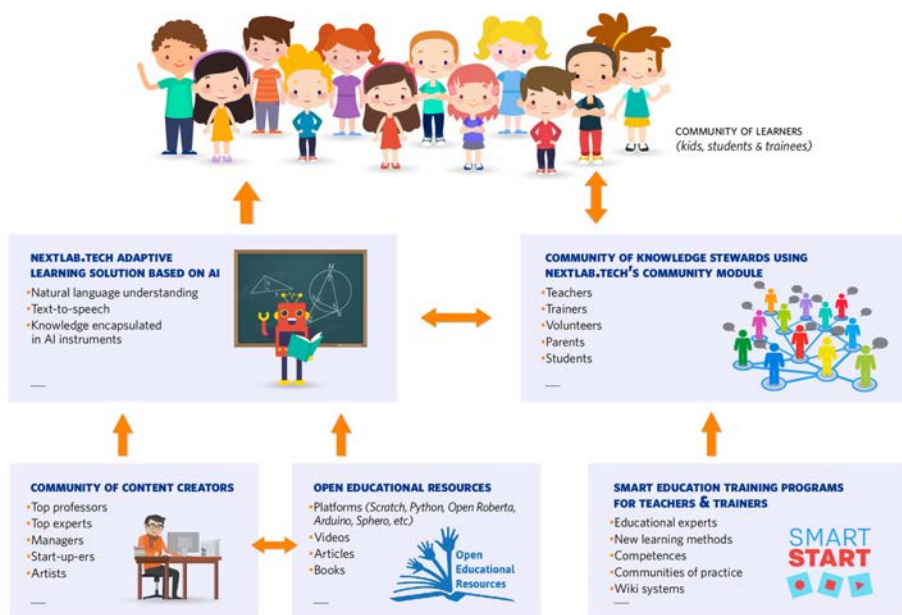 COMMUNITY OF LEARNERS
(kids, students & trainees)
NEXTLAB.TECH ADAPTIVE
LEARNING SOLUTION BASED ON AI
•Natural language understanding
•Text-to-speech
•Knowledge encapsulated
in AI instruments
COMMUNITY OF KNOWLEDGE STEWARDS USING
NEXTLAB.TECH'S COMMUNITY MODULE
•Teachers
•Trainers
•Volunteers
•Parents
•Students
COMMUNITY OF CONTENT CREATORS
•Top professors
•Top experts
•Managers
•Start-up-ers
•Artists
OPEN EDUCATIONAL RESOURCES
•Platforms (Scratch, Python, Open Roberta,
Arduino, Sphero, etc)
•Videos
•Articles
•Books
Open
Educational
Resources
SMART EDUCATION TRAINING PROGRAMS
FOR TEACHERS & TRAINERS
•Educational experts
•New learning methods
•Competences
•Communities of practice
•Wiki systems
SMART
START